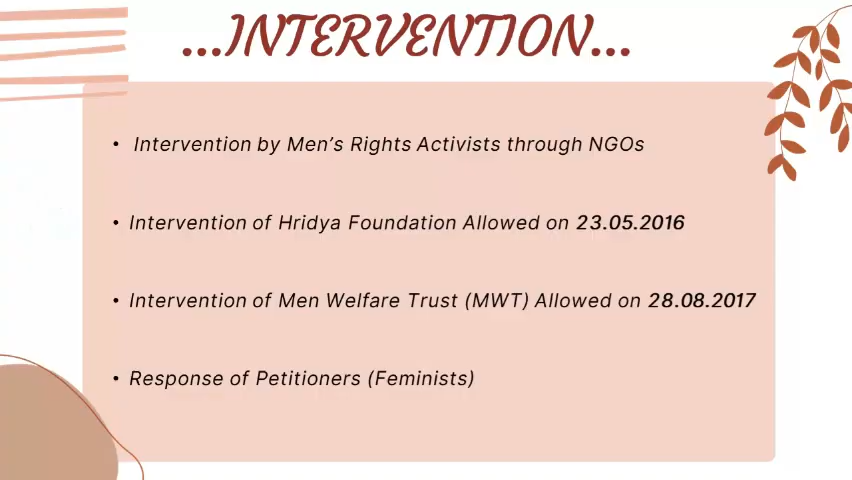 ...INTERVENTION...
• Intervention by Men's Rights Activists through NGOs
• Intervention of Hridya Foundation Allowed on 23.05.2016
• Intervention of Men Welfare Trust (MWT) Allowed on 28.08.2017
• Response of Petitioners (Feminists)